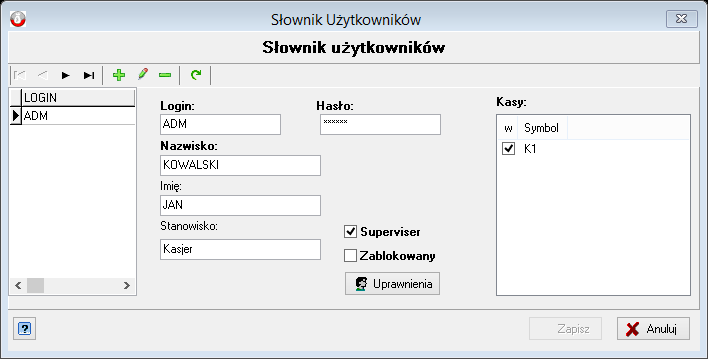 Słownik Użytkowników
Słownik użytkowników
LOGIN
ADM
Login:
ADM
Hasło:
******
Nazwisko:
KOWALSKI
Imię:
JAN
Stanowisko:
Kasjer
Superviser
Zablokowany
Uprawnienia
Kasy:
w Symbol
K1
?
Zapisz
Anuluj